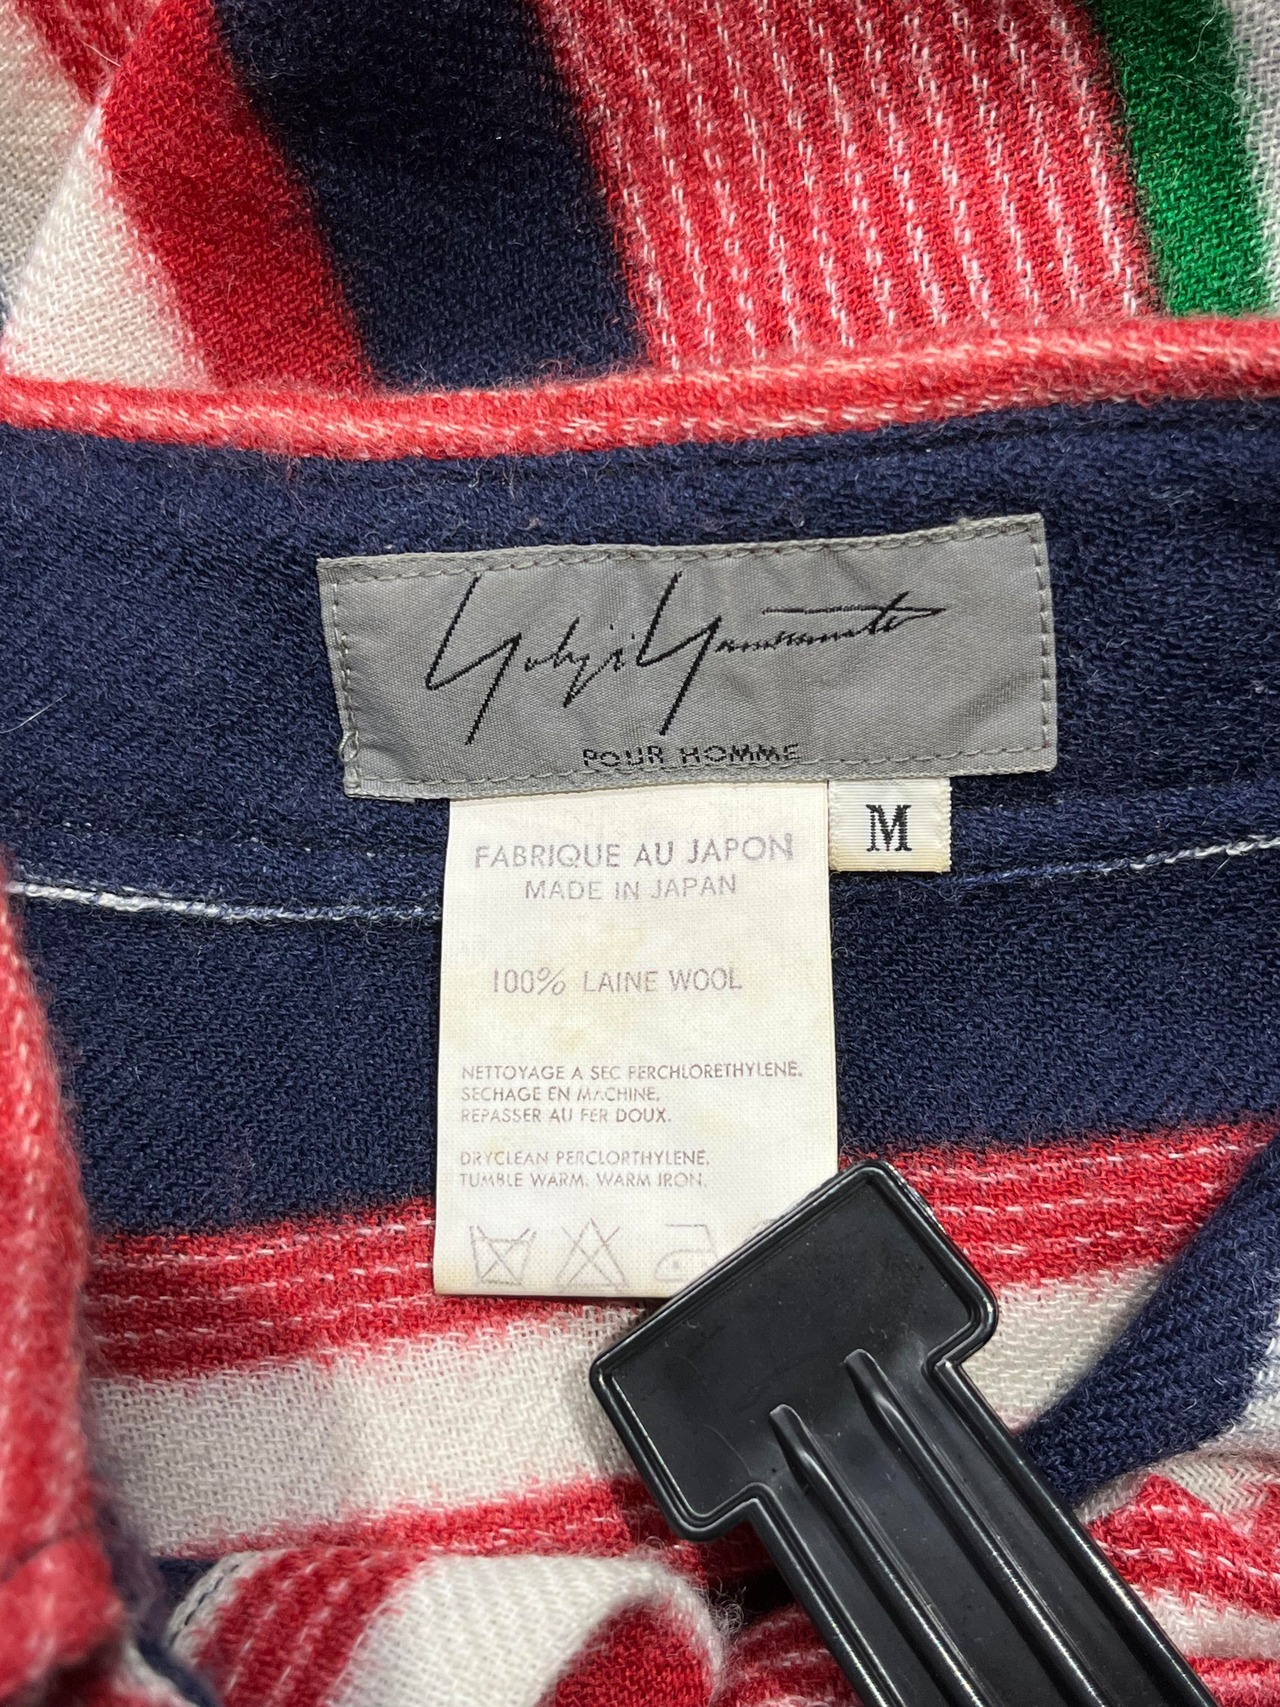 Yohji Yamamoto
POUR HOMME
M
FABRIQUE AU JAPON
MADE IN JAPAN
100% LAINE WOOL
NETTOYAGE A SEC PERCHLORETHYLENE.
SECHAGE EN MACHINE.
REPASSER AU FER DOUX.
DRYCLEAN PERCLORTHYLENE.
TUMBLE WARM. WARM IRON.